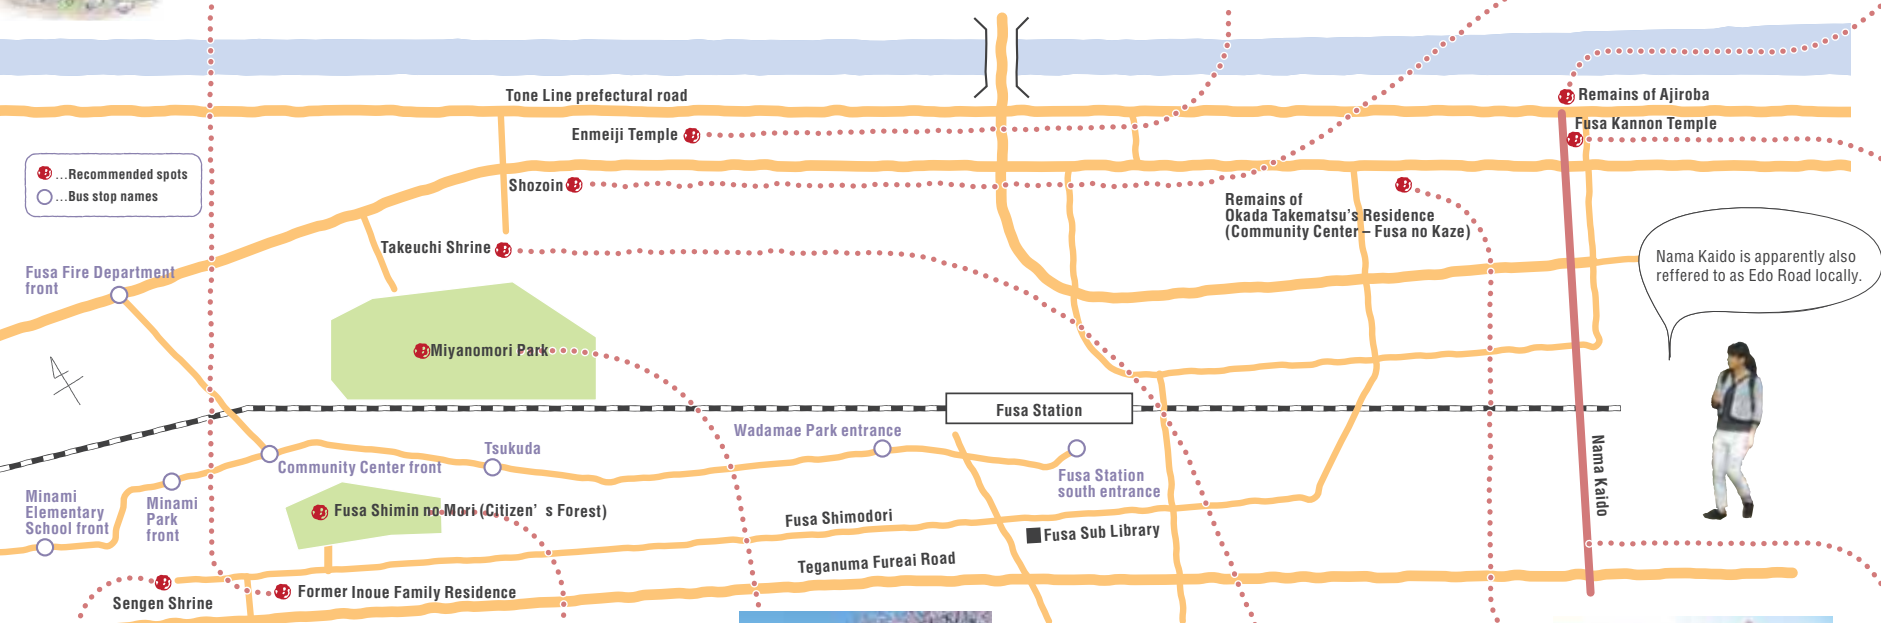 Tone Line prefectural road
Remains of Ajiroba
Enmeiji Temple
Fusa Kannon Temple
...Recommended spots
...Bus stop names
Shozoin
Remains of
Okada Takematsu's Residence
(Community Center – Fusa no Kaze)
Takeuchi Shrine
Nama Kaido is apparently also
reffered to as Edo Road locally.
Fusa Fire Department
front
Miyanomori Park
Fusa Station
Wadamae Park entrance
Tsukuda
Community Center front
Fusa Station
south entrance
Nama Kaido
Minami
Elementary
School front
Minami
Park
front
Fusa Shimin no Mori (Citizen’ s Forest)
Fusa Shimodori
Fusa Sub Library
Teganuma Fureai Road
Former Inoue Family Residence
Sengen Shrine